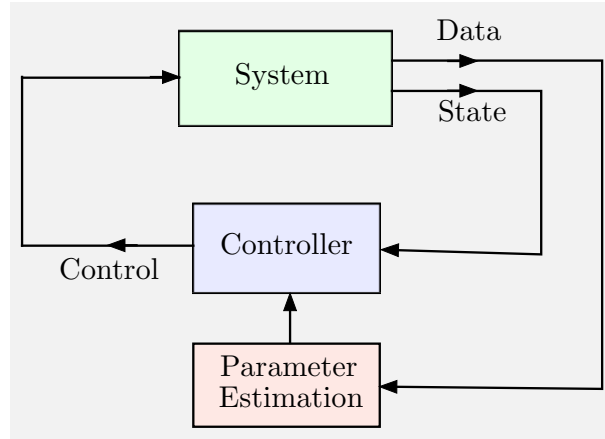 Data
System
State
Controller
Control
Parameter
Estimation